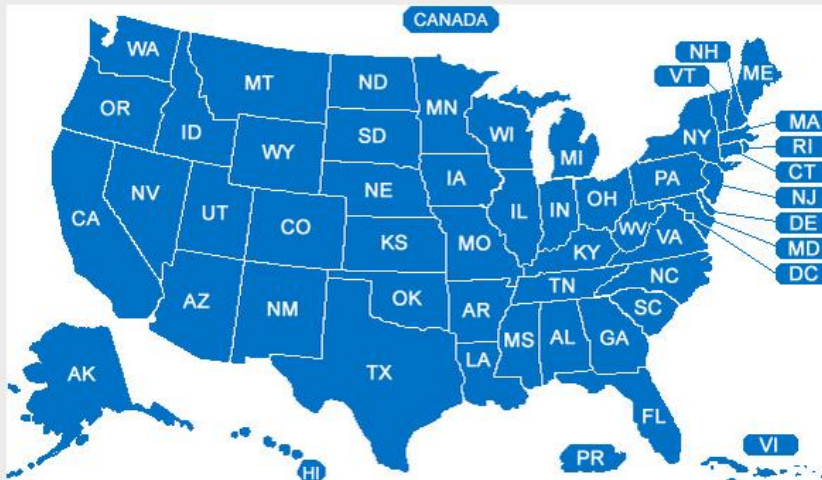 CANADA
NH
WA
VT
ME
MT
ND
MN
OR
MA
WI
NY
ID
SD
RI
WY
MI
CT
IA
PA
NE
NJ
NV
OH
UT
IL
IN
CA
CO
DE
WV
VA
KS
MO
MD
KY
DC
NC
TN
AZ
OK
NM
AR
SC
MS
AL
GA
LA
TX
AK
FL
VI
PR
HI